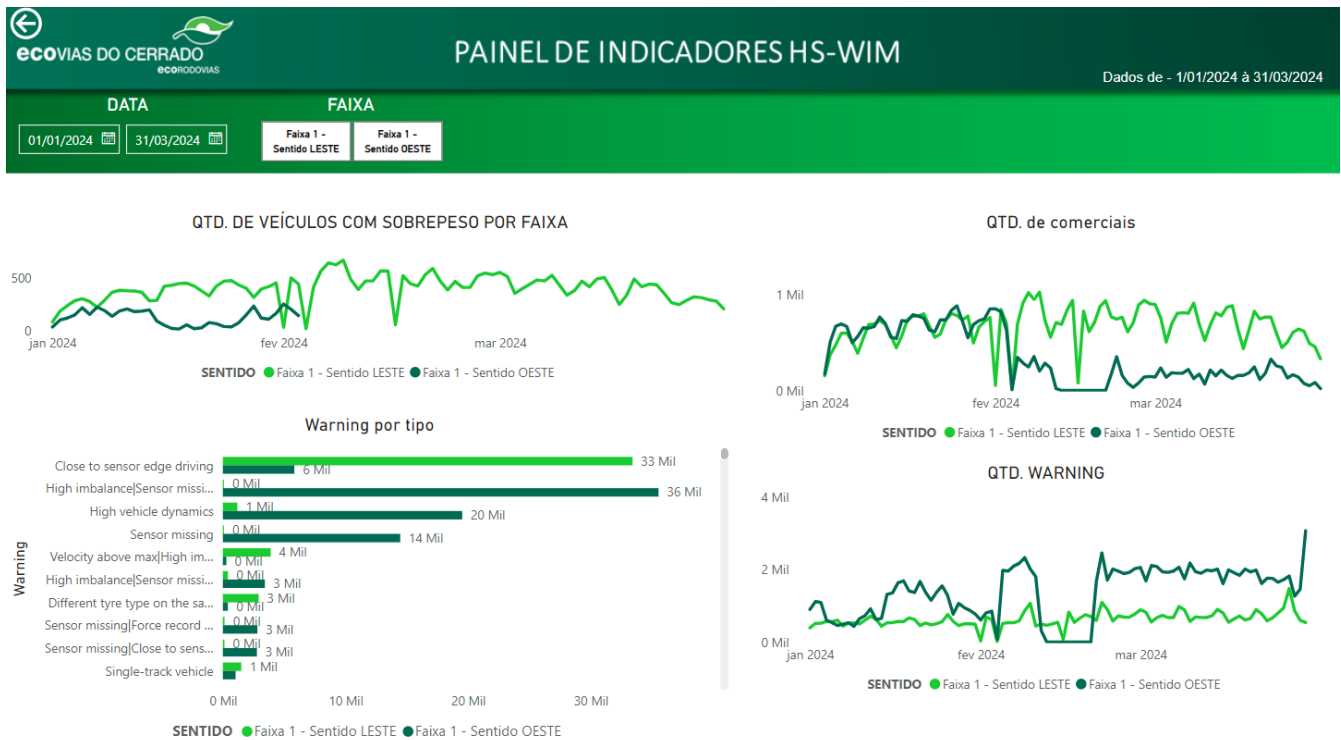 ecoVIAS DO CERRADO
ecoRODOVIAS
PAINEL DE INDICADORES HS-WIM
Dados de - 1/01/2024 à 31/03/2024
DATA
FAIXA
01/01/2024
31/03/2024
Faixa 1 -
Sentido LESTE
Faixa 1 -
Sentido OESTE
QTD. DE VEÍCULOS COM SOBREPESO POR FAIXA
500
0
jan 2024
fev 2024
mar 2024
SENTIDO Faixa 1 - Sentido LESTE Faixa 1 - Sentido OESTE
QTD. de comerciais
1 Mil
0 Mil
jan 2024
fev 2024
mar 2024
SENTIDO Faixa 1 - Sentido LESTE Faixa 1 - Sentido OESTE
Warning por tipo
Warning
Close to sensor edge driving
33 Mil
6 Mil
High imbalance|Sensor missi...
0 Mil
36 Mil
High vehicle dynamics
1 Mil
20 Mil
Sensor missing
0 Mil
14 Mil
Velocity above max|High im...
4 Mil
0 Mil
High imbalance|Sensor missi...
0 Mil
3 Mil
Different tyre type on the sa...
3 Mil
0 Mil
Sensor missing|Force record ...
0 Mil
3 Mil
Sensor missing|Close to sens...
0 Mil
3 Mil
Single-track vehicle
1 Mil
0 Mil
10 Mil
20 Mil
30 Mil
SENTIDO Faixa 1 - Sentido LESTE Faixa 1 - Sentido OESTE
QTD. WARNING
4 Mil
2 Mil
0 Mil
jan 2024
fev 2024
mar 2024
SENTIDO Faixa 1 - Sentido LESTE Faixa 1 - Sentido OESTE